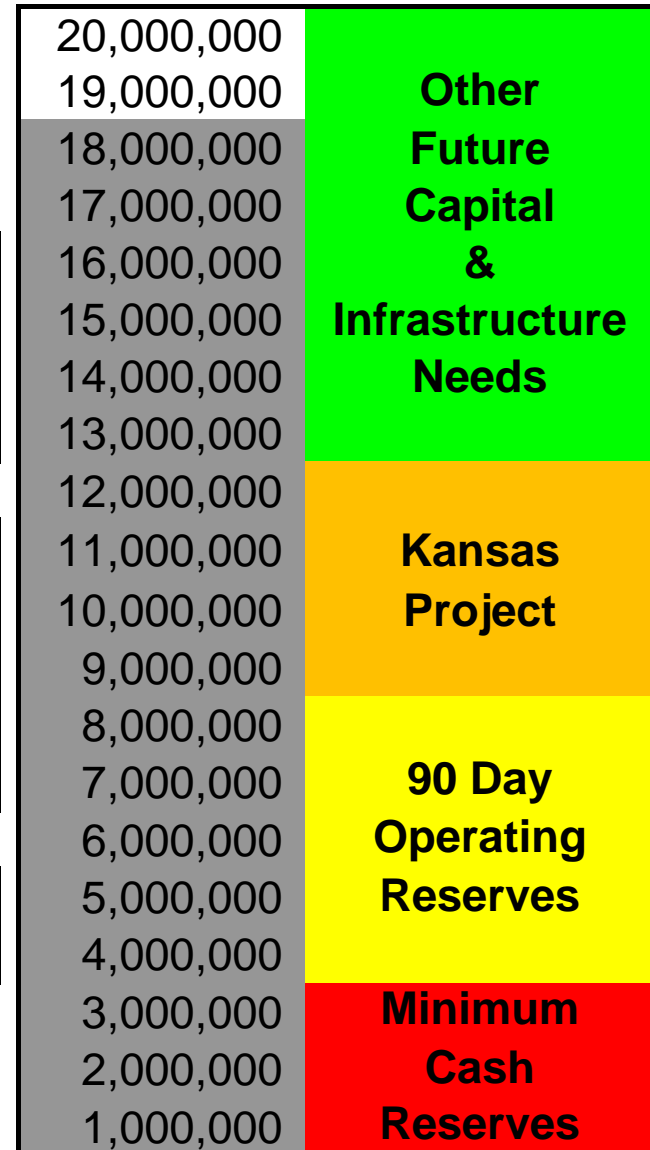 20,000,000
19,000,000 Other
18,000,000 Future
17,000,000 Capital
16,000,000 &
15,000,000 Infrastructure
14,000,000 Needs
13,000,000
12,000,000
11,000,000 Kansas
10,000,000 Project
9,000,000
8,000,000
7,000,000 90 Day
6,000,000 Operating
5,000,000 Reserves
4,000,000
3,000,000 Minimum
2,000,000 Cash
1,000,000 Reserves